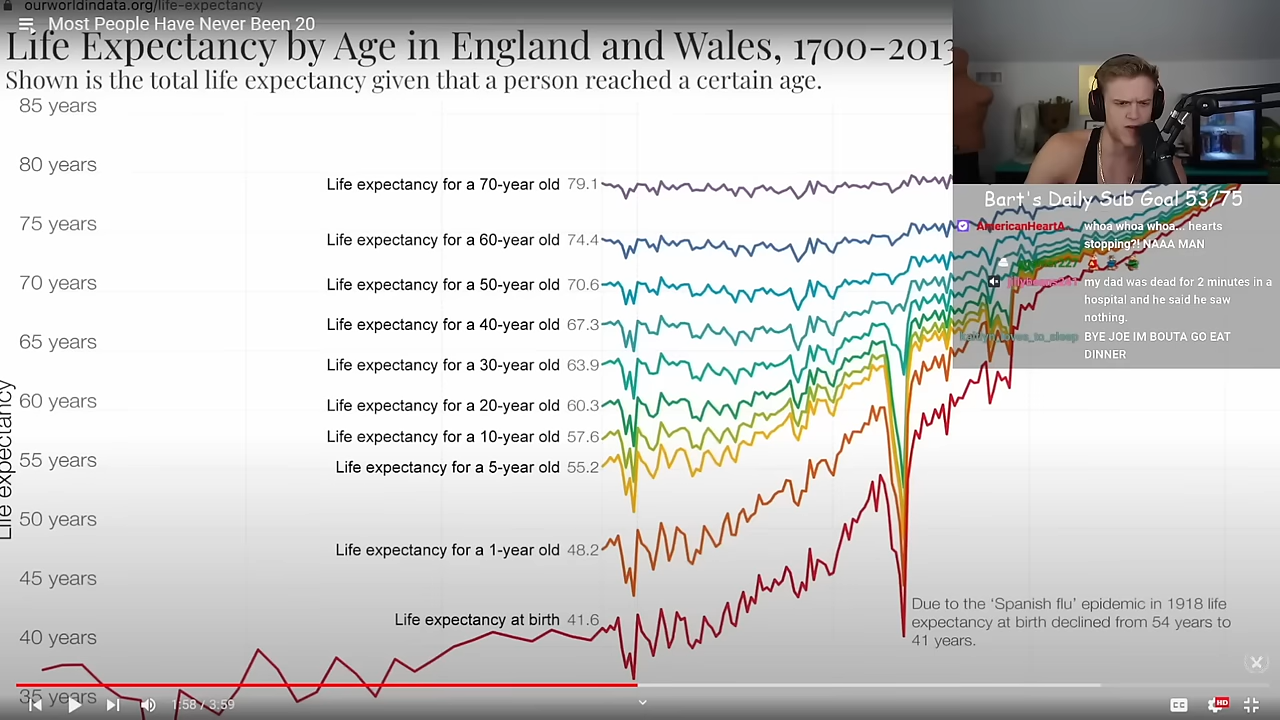 ourworldindata.org/life-expectancy
Most People Have Never Been 20
Life Expectancy by Age in England and Wales, 1700-2013
Shown is the total life expectancy given that a person reached a certain age.
85 years
80 years
75 years
70 years
65 years
60 years
55 years
50 years
45 years
40 years
35 years
Life expectancy
Life expectancy for a 70-year old 79.1
Life expectancy for a 60-year old 74.4
Life expectancy for a 50-year old 70.6
Life expectancy for a 40-year old 67.3
Life expectancy for a 30-year old 63.9
Life expectancy for a 20-year old 60.3
Life expectancy for a 10-year old 57.6
Life expectancy for a 5-year old 55.2
Life expectancy for a 1-year old 48.2
Life expectancy at birth 41.6
Due to the ‘Spanish flu’ epidemic in 1918 life
expectancy at birth declined from 54 years to
41 years.
Bart's Daily Sub Goal 53/75
AmericanHeartA whoa whoa whoa... hearts
stopping?! NAAA MAN
my dad was dead for 2 minutes in a
hospital and he said he saw
nothing.
BYE JOE IM BOUTA GO EAT
DINNER
1:58 / 3:59
CC
HD